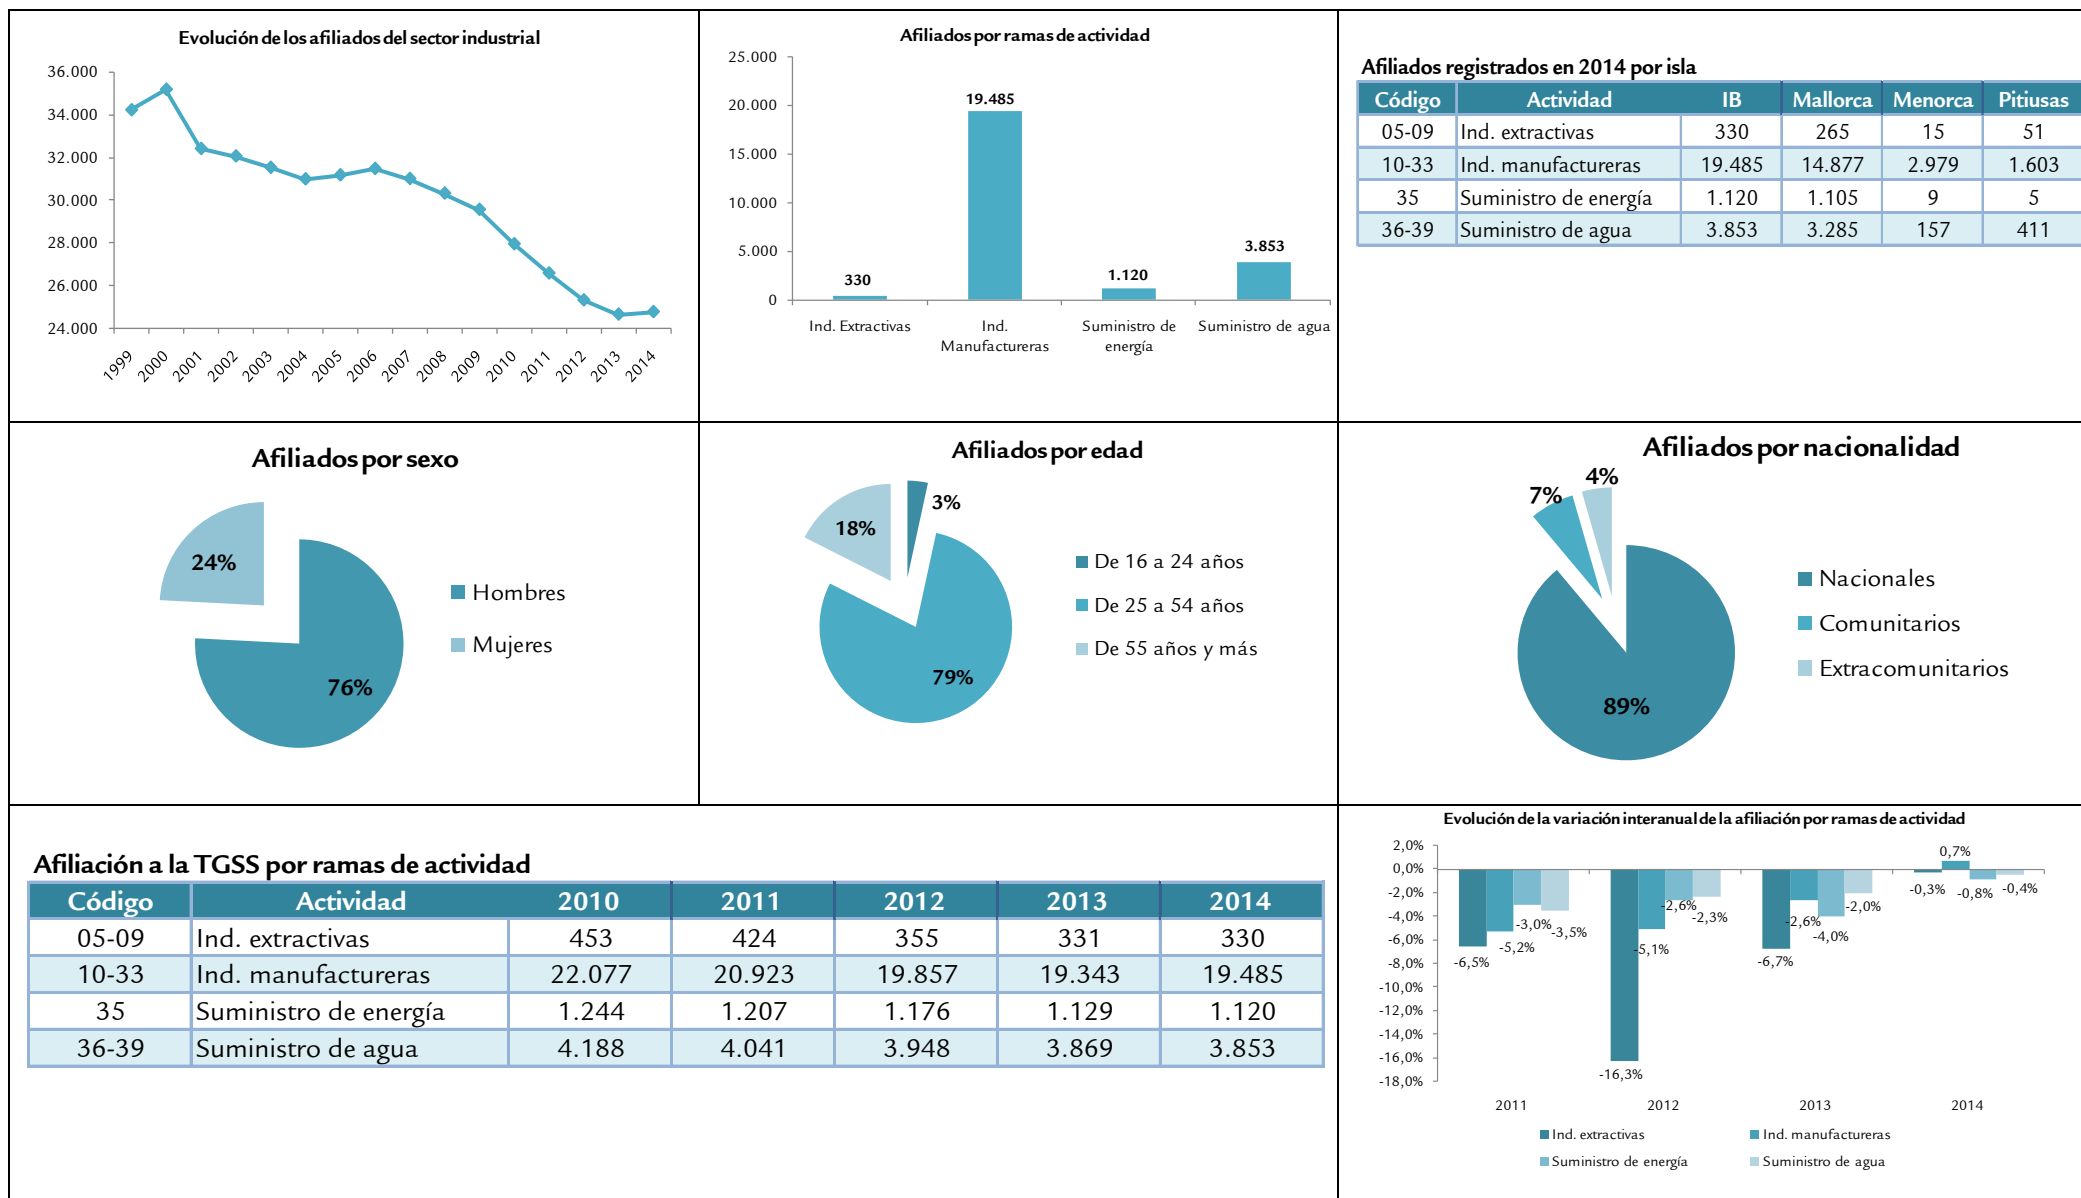 Evolución de los afiliados del sector industrial
36.000
34.000
32.000
30.000
28.000
26.000
24.000
1999 2000 2001 2002 2003 2004 2005 2006 2007 2008 2009 2010 2011 2012 2013 2014
Afiliados por ramas de actividad
25.000
20.000
15.000
10.000
5.000
0
330 19.485 1.120 3.853
Ind. Extractivas Ind. Manufactureras Suministro de energía Suministro de agua
Afiliados registrados en 2014 por isla
Código Actividad IB Mallorca Menorca Pitiusas
05-09 Ind. extractivas 330 265 15 51
10-33 Ind. manufactureras 19.485 14.877 2.979 1.603
35 Suministro de energía 1.120 1.105 9 5
36-39 Suministro de agua 3.853 3.285 157 411
Afiliados por sexo
24%
76%
Hombres
Mujeres
Afiliados por edad
3%
18%
79%
De 16 a 24 años
De 25 a 54 años
De 55 años y más
Afiliados por nacionalidad
4%
7%
89%
Nacionales
Comunitarios
Extracomunitarios
Afiliación a la TGSS por ramas de actividad
Código Actividad 2010 2011 2012 2013 2014
05-09 Ind. extractivas 453 424 355 331 330
10-33 Ind. manufactureras 22.077 20.923 19.857 19.343 19.485
35 Suministro de energía 1.244 1.207 1.176 1.129 1.120
36-39 Suministro de agua 4.188 4.041 3.948 3.869 3.853
Evolución de la variación interanual de la afiliación por ramas de actividad
2,0%
0,0%
-2,0%
-4,0%
-6,0%
-8,0%
-10,0%
-12,0%
-14,0%
-16,0%
-18,0%
-6,5% -5,2% -3,0% -3,5%
-16,3% -5,1% -2,6% -2,3%
-6,7% -2,6% -4,0% -2,0%
-0,3% 0,7% -0,8% -0,4%
2011 2012 2013 2014
Ind. extractivas Ind. manufactureras
Suministro de energía Suministro de agua